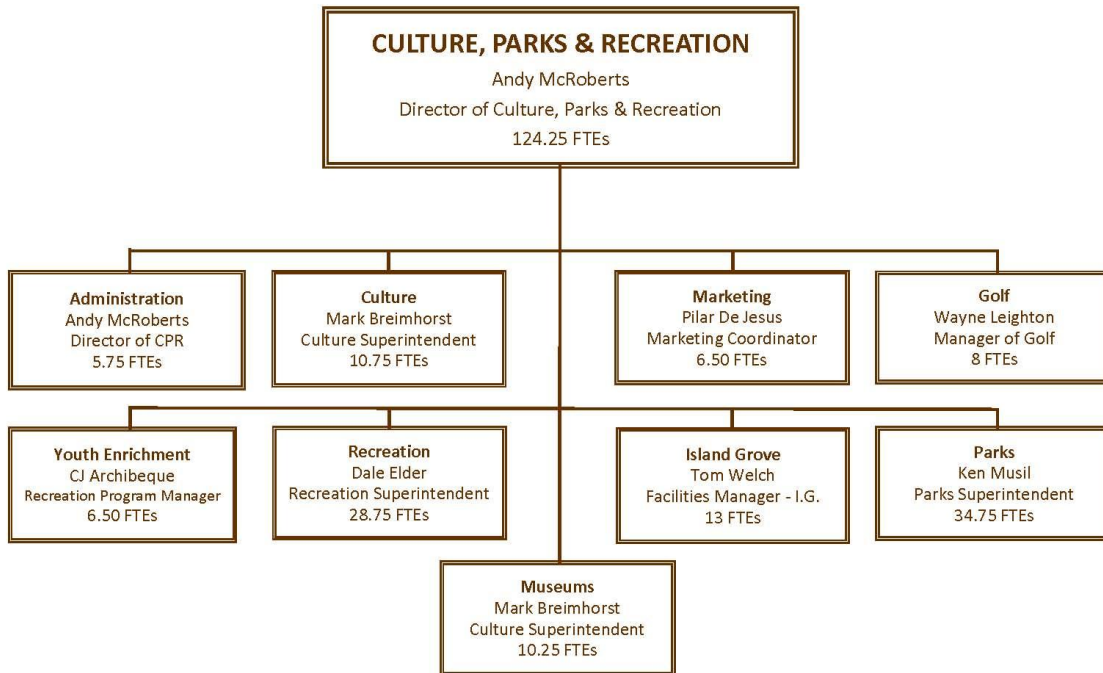 CULTURE, PARKS & RECREATION
Andy McRoberts
Director of Culture, Parks & Recreation
124.25 FTEs
Administration
Andy McRoberts
Director of CPR
5.75 FTEs
Culture
Mark Breimhorst
Culture Superintendent
10.75 FTEs
Marketing
Pilar De Jesus
Marketing Coordinator
6.50 FTEs
Golf
Wayne Leighton
Manager of Golf
8 FTEs
Youth Enrichment
CJ Archibeque
Recreation Program Manager
6.50 FTEs
Recreation
Dale Elder
Recreation Superintendent
28.75 FTEs
Island Grove
Tom Welch
Facilities Manager - I.G.
13 FTEs
Parks
Ken Musil
Parks Superintendent
34.75 FTEs
Museums
Mark Breimhorst
Culture Superintendent
10.25 FTEs